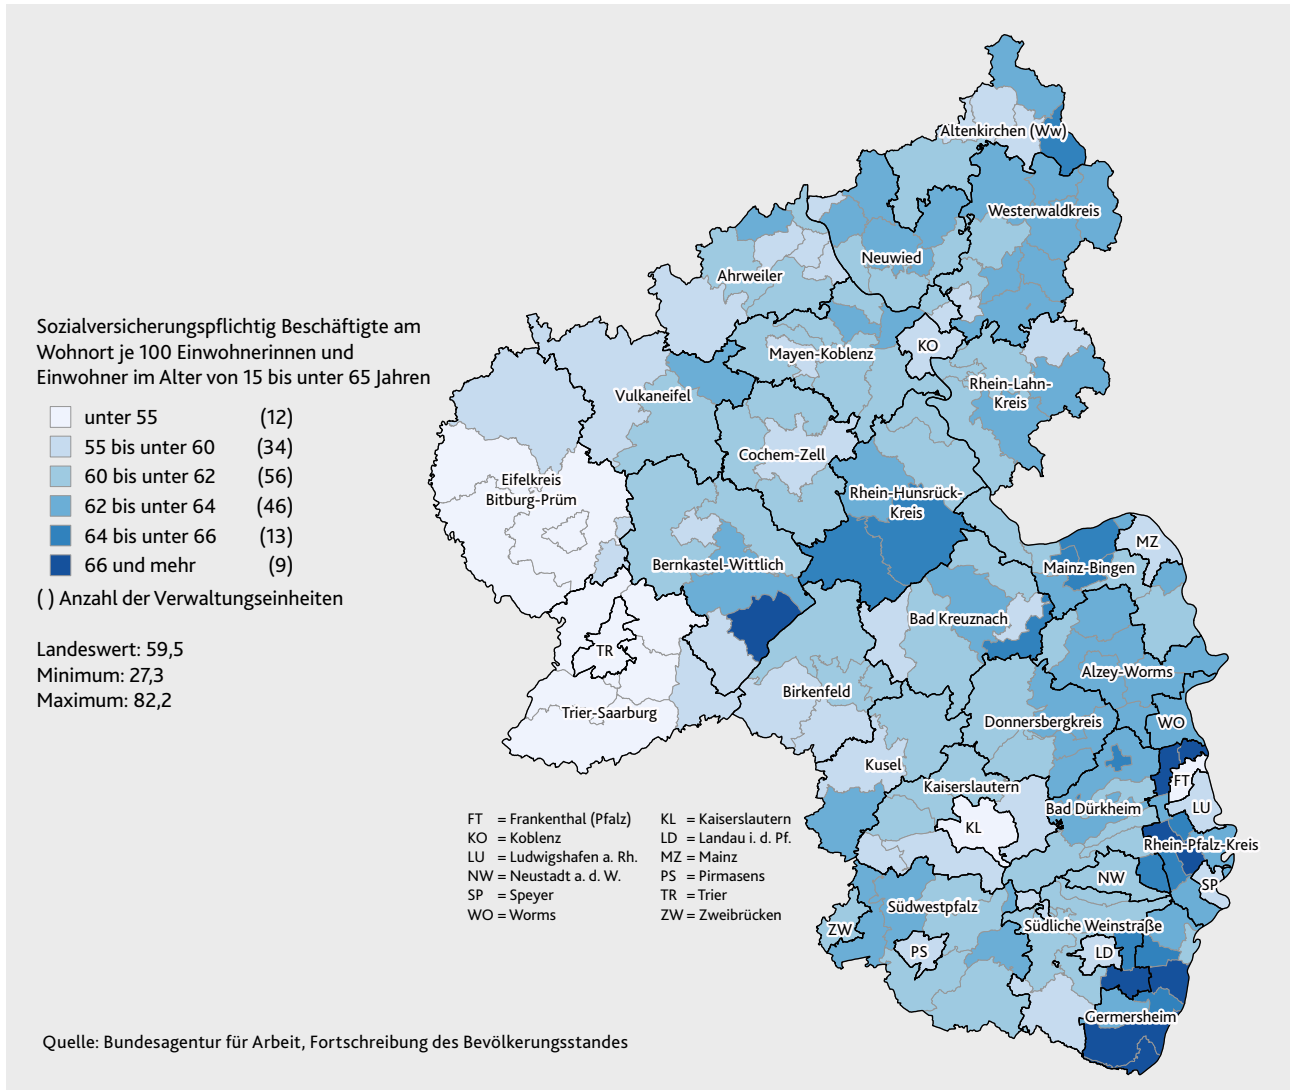 Sozialversicherungspflichtig Beschäftigte am
Wohnort je 100 Einwohnerinnen und
Einwohner im Alter von 15 bis unter 65 Jahren
unter 55 (12)
55 bis unter 60 (34)
60 bis unter 62 (56)
62 bis unter 64 (46)
64 bis unter 66 (13)
66 und mehr (9)
( ) Anzahl der Verwaltungseinheiten
Landeswert: 59,5
Minimum: 27,3
Maximum: 82,2
Altenkirchen (Ww)
Westerwaldkreis
Neuwied
Ahrweiler
KO
Mayen-Koblenz
Rhein-Lahn-
Kreis
Vulkaneifel
Cochem-Zell
Eifelkreis
Bitburg-Prüm
Rhein-Hunsrück-
Kreis
MZ
Mainz-Bingen
Bernkastel-Wittlich
Bad Kreuznach
TR
Alzey-Worms
Birkenfeld
Trier-Saarburg
Donnersbergkreis
WO
Kusel
FT
Kaiserslautern
LU
Bad Dürkheim
KL
Rhein-Pfalz-Kreis
NW
SP
Südwestpfalz
Südliche Weinstraße
ZW
PS
LD
Germersheim
FT = Frankenthal (Pfalz)
KO = Koblenz
LU = Ludwigshafen a. Rh.
NW = Neustadt a. d. W.
SP = Speyer
WO = Worms
KL = Kaiserslautern
LD = Landau i. d. Pf.
MZ = Mainz
PS = Pirmasens
TR = Trier
ZW = Zweibrücken
Quelle: Bundesagentur für Arbeit, Fortschreibung des Bevölkerungsstandes